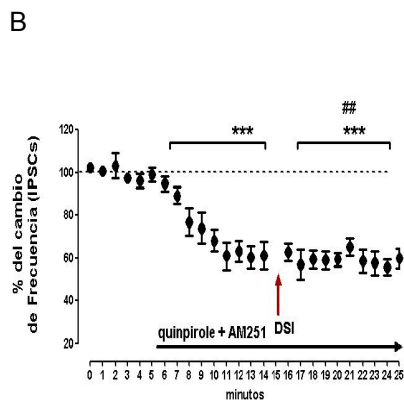 B
##
*** ***
120
100
80
60
40
20
% del cambio
de Frecuencia (IPSCs)
quinpirole + AM251 DSI
0 1 2 3 4 5 6 7 8 9 10 11 12 13 14 15 16 17 18 19 20 21 22 23 24 25
minutos